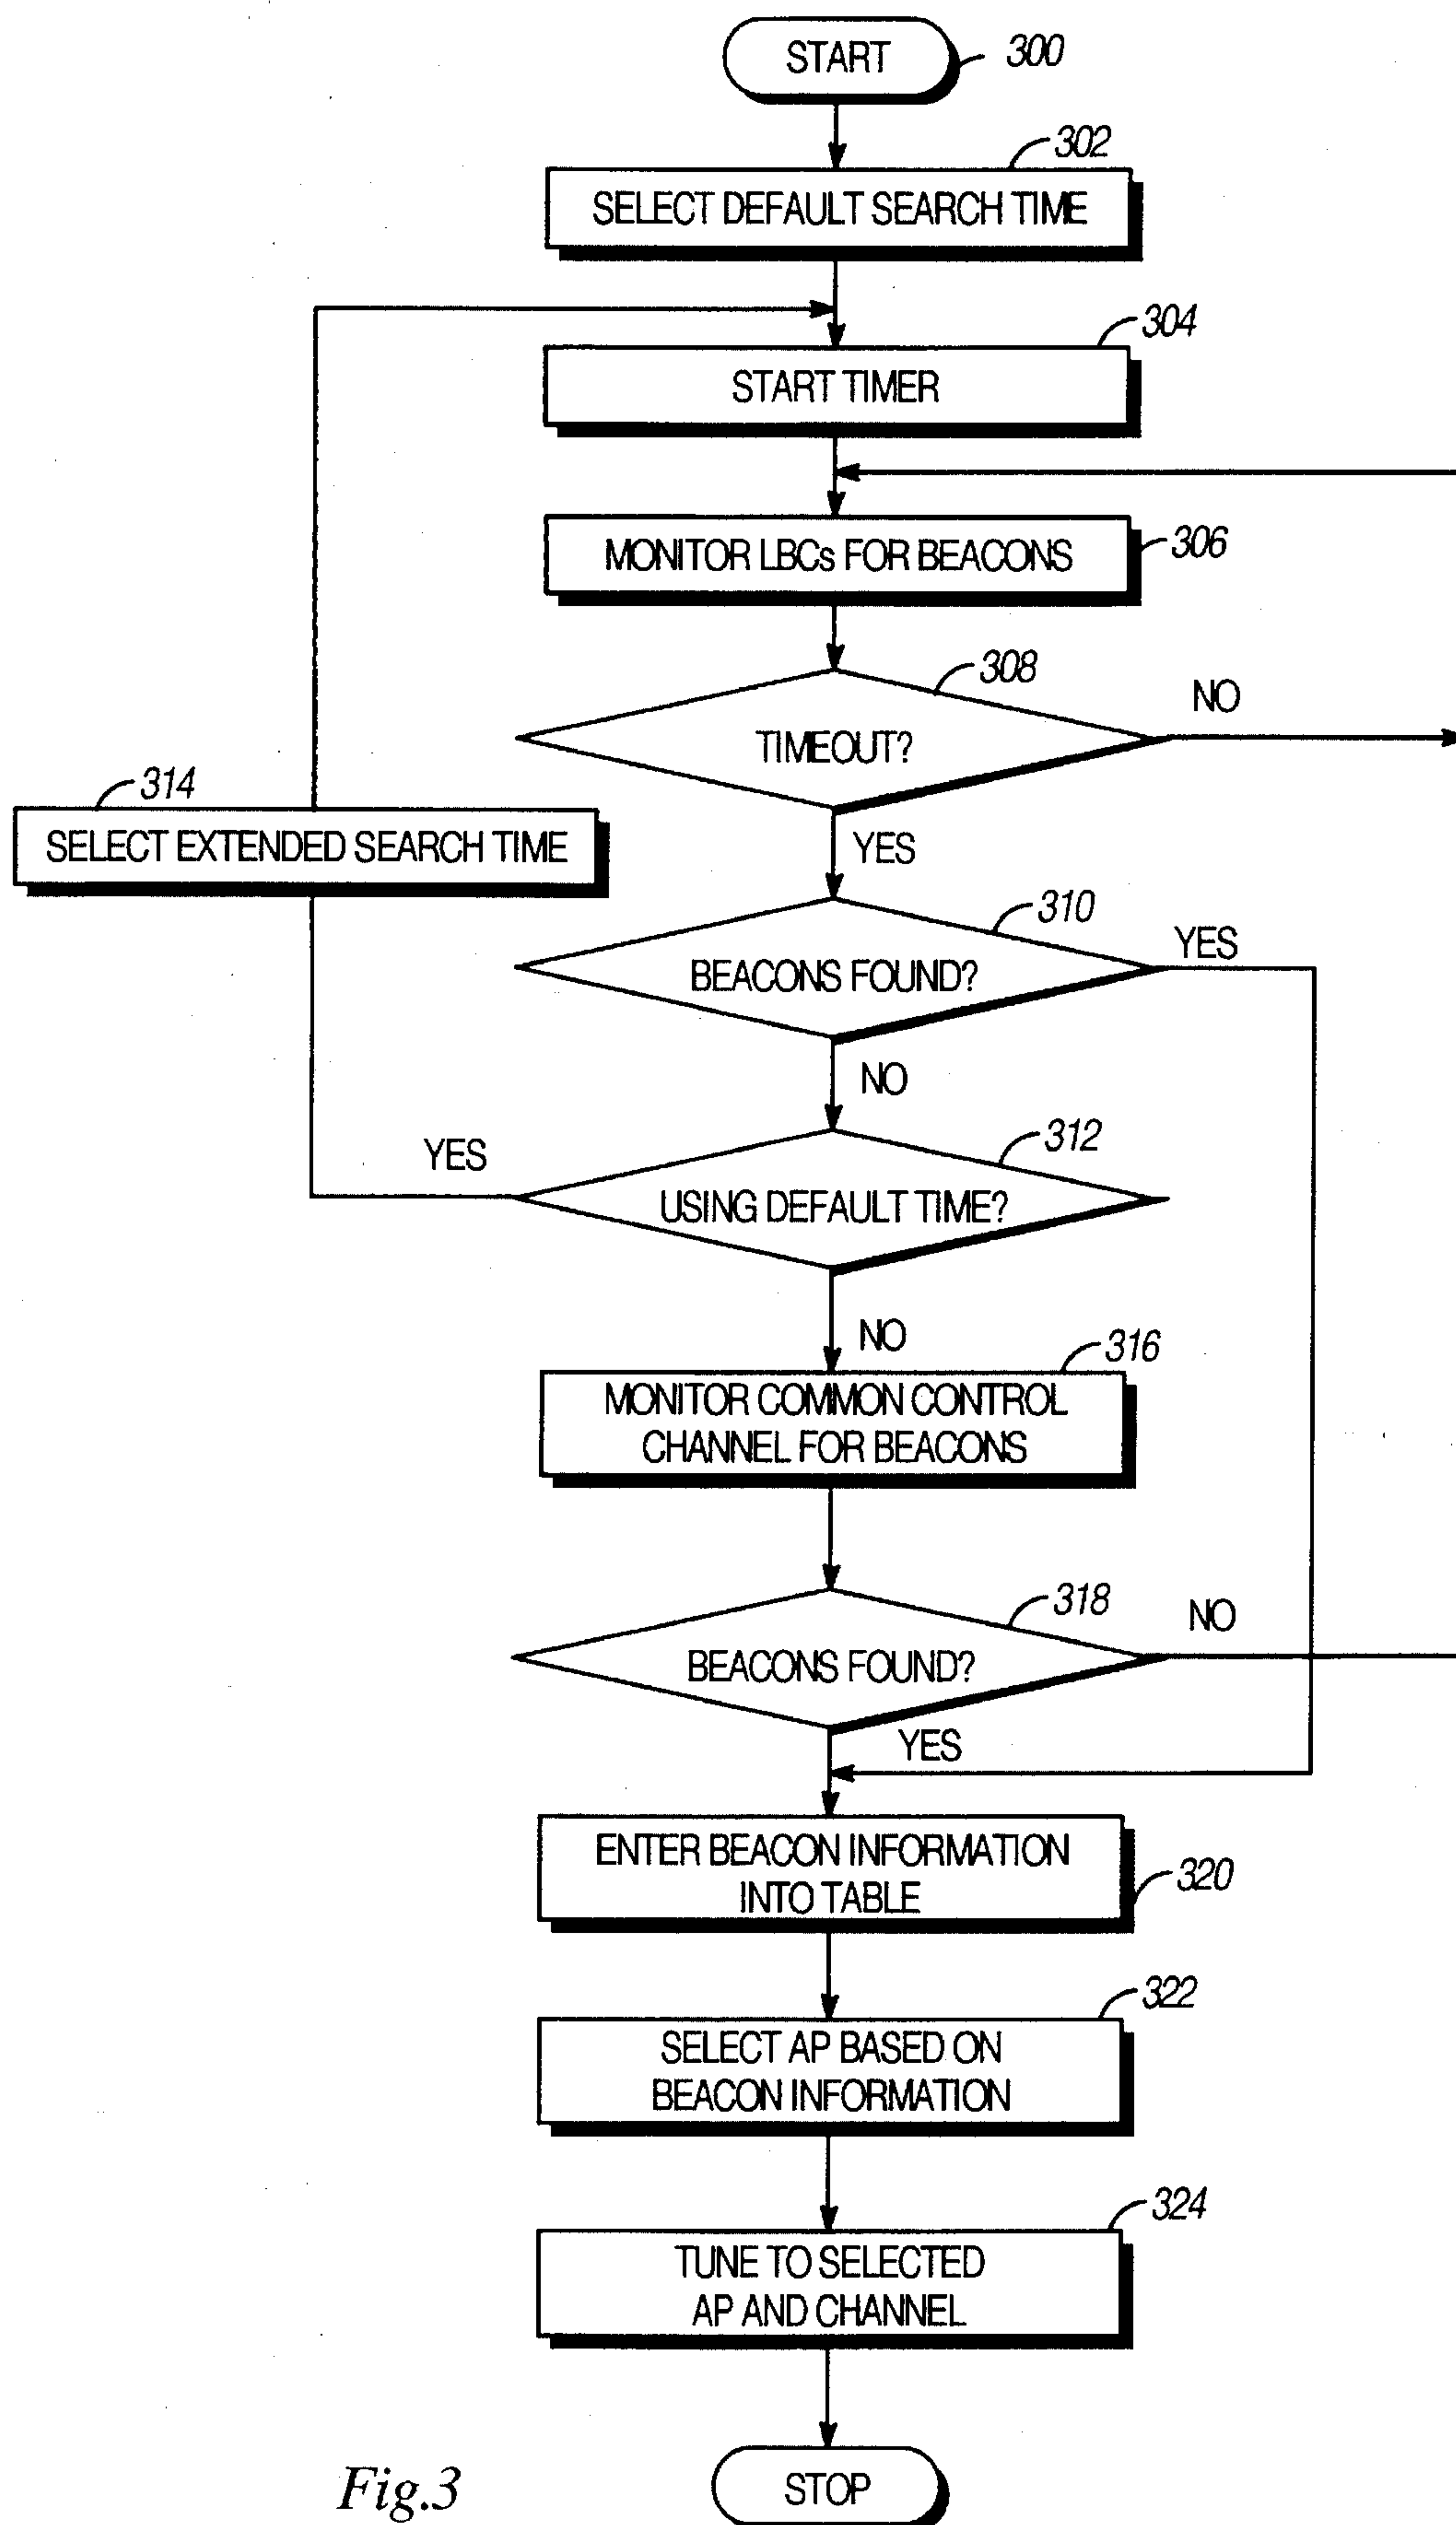 START
300
302
SELECT DEFAULT SEARCH TIME
304
START TIMER
MONITOR LBCs FOR BEACONS
306
308
NO
TIMEOUT?
314
SELECT EXTENDED SEARCH TIME
YES
310
YES
BEACONS FOUND?
NO
312
YES
USING DEFAULT TIME?
NO
316
MONITOR COMMON CONTROL
CHANNEL FOR BEACONS
318
NO
BEACONS FOUND?
YES
ENTER BEACON INFORMATION
INTO TABLE
320
322
SELECT AP BASED ON
BEACON INFORMATION
324
TUNE TO SELECTED
AP AND CHANNEL
STOP
Fig.3